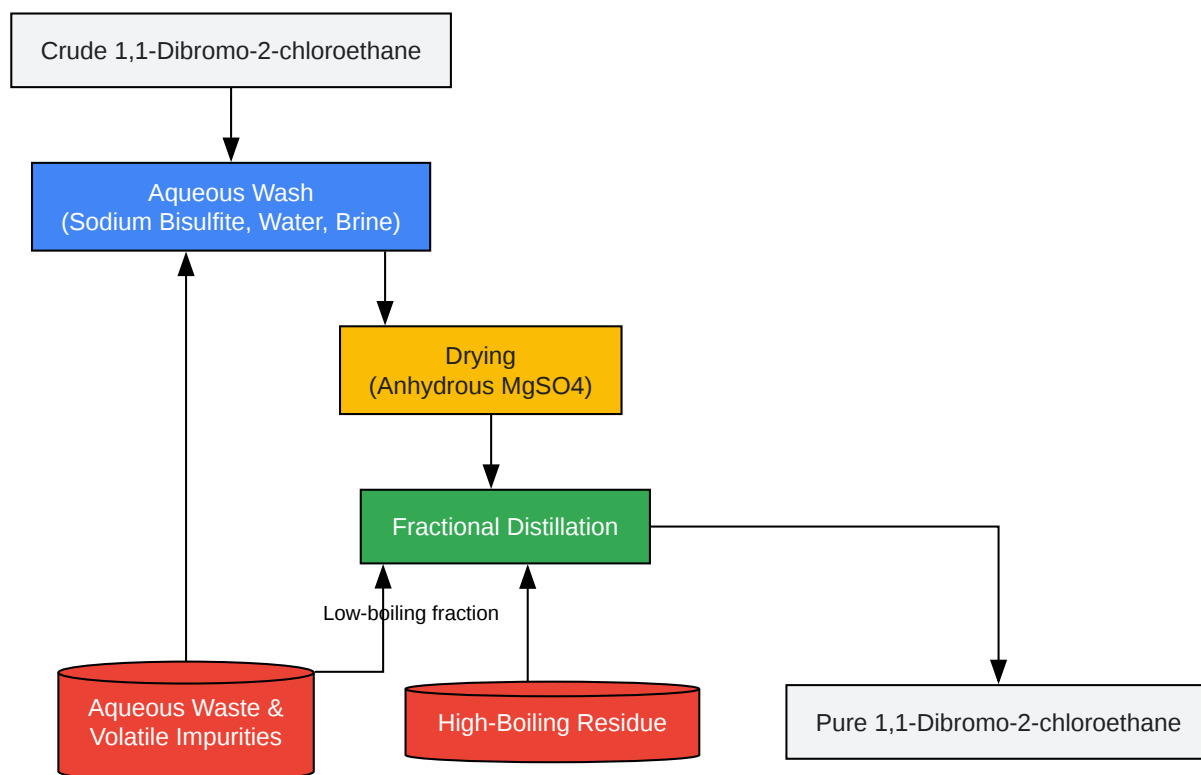 Crude 1,1-Dibromo-2-chloroethane
Aqueous Wash
(Sodium Bisulfite, Water, Brine)
Drying
(Anhydrous MgSO4)
Fractional Distillation
Low-boiling fraction
Aqueous Waste &
Volatile Impurities
High-Boiling Residue
Pure 1,1-Dibromo-2-chloroethane